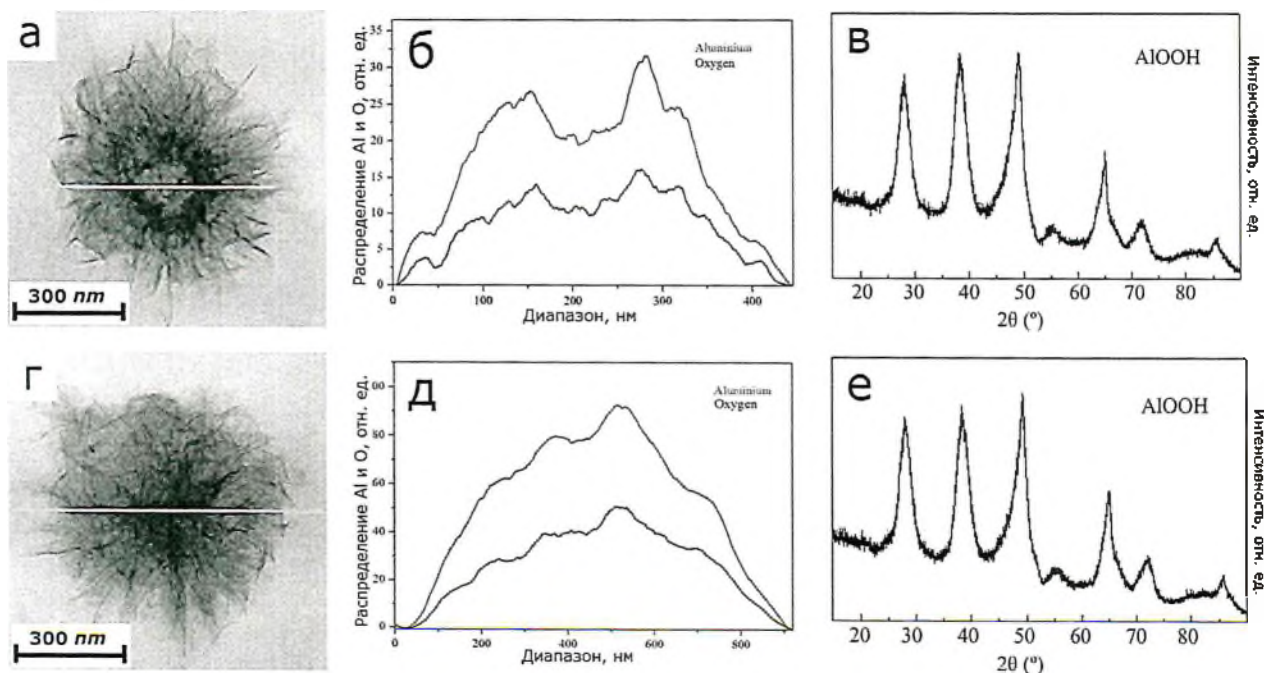 а
300 nm
б
Распределение Al и O, отн. ед.
35
30
25
20
15
10
5
0
Aluminium
Oxygen
0
100
200
300
400
Диапазон, нм
в
AlOOH
Интенсивность, отн. ед.
20
30
40
50
60
70
80
2θ (°)
г
300 nm
д
Распределение Al и O, отн. ед.
00
80
60
40
20
0
Aluminium
Oxygen
0
200
400
600
800
Диапазон, нм
е
AlOOH
Интенсивность, отн. ед.
20
30
40
50
60
70
80
2θ (°)